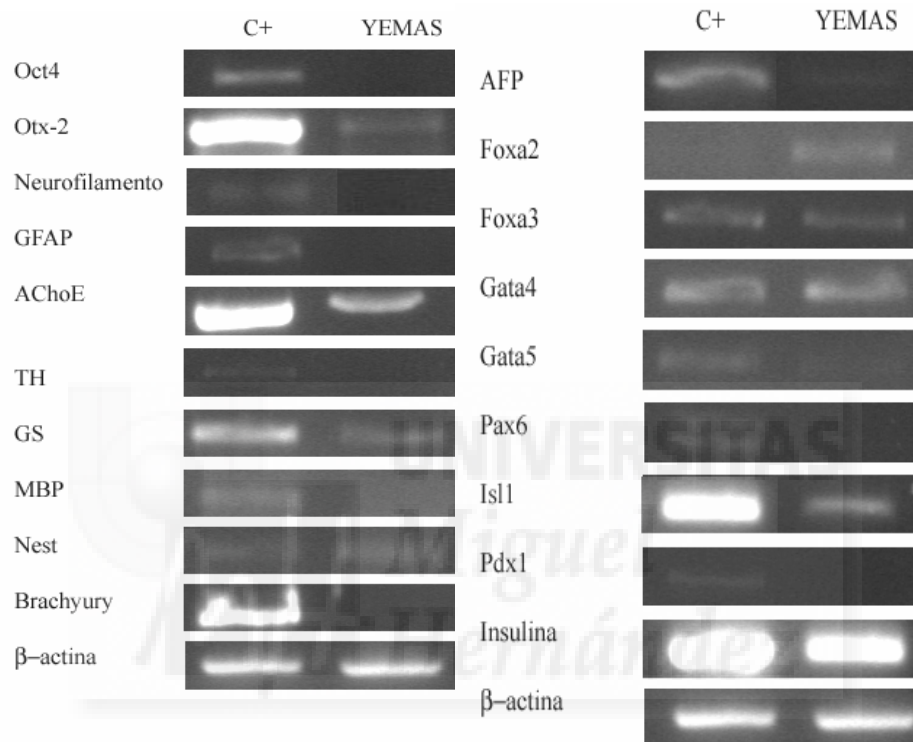 C+ YEMAS
Oct4
Otx-2
Neurofilamento
GFAP
AChoE
TH
GS
MBP
Nest
Brachyury
β–actina
C+ YEMAS
AFP
Foxa2
Foxa3
Gata4
Gata5
Pax6
Isl1
Pdx1
Insulina
β–actina
UNIVERSITAS
Miguel
Hernández